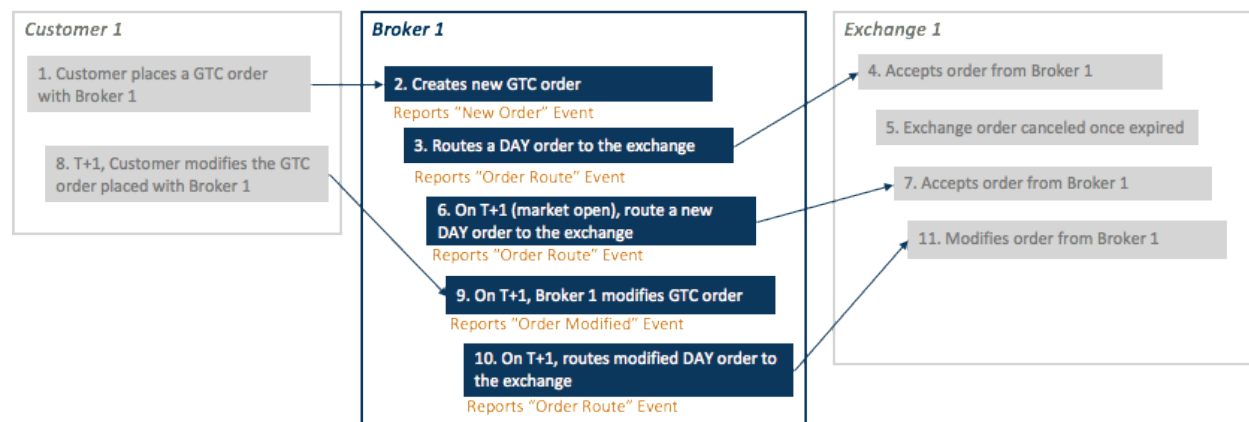 Customer 1
1. Customer places a GTC order
with Broker 1
8. T+1, Customer modifies the GTC
order placed with Broker 1
Broker 1
2. Creates new GTC order
Reports "New Order" Event
3. Routes a DAY order to the exchange
Reports "Order Route" Event
6. On T+1 (market open), route a new
DAY order to the exchange
Reports "Order Route" Event
9. On T+1, Broker 1 modifies GTC order
Reports "Order Modified" Event
10. On T+1, routes modified DAY order to
the exchange
Reports "Order Route" Event
Exchange 1
4. Accepts order from Broker 1
5. Exchange order canceled once expired
7. Accepts order from Broker 1
11. Modifies order from Broker 1